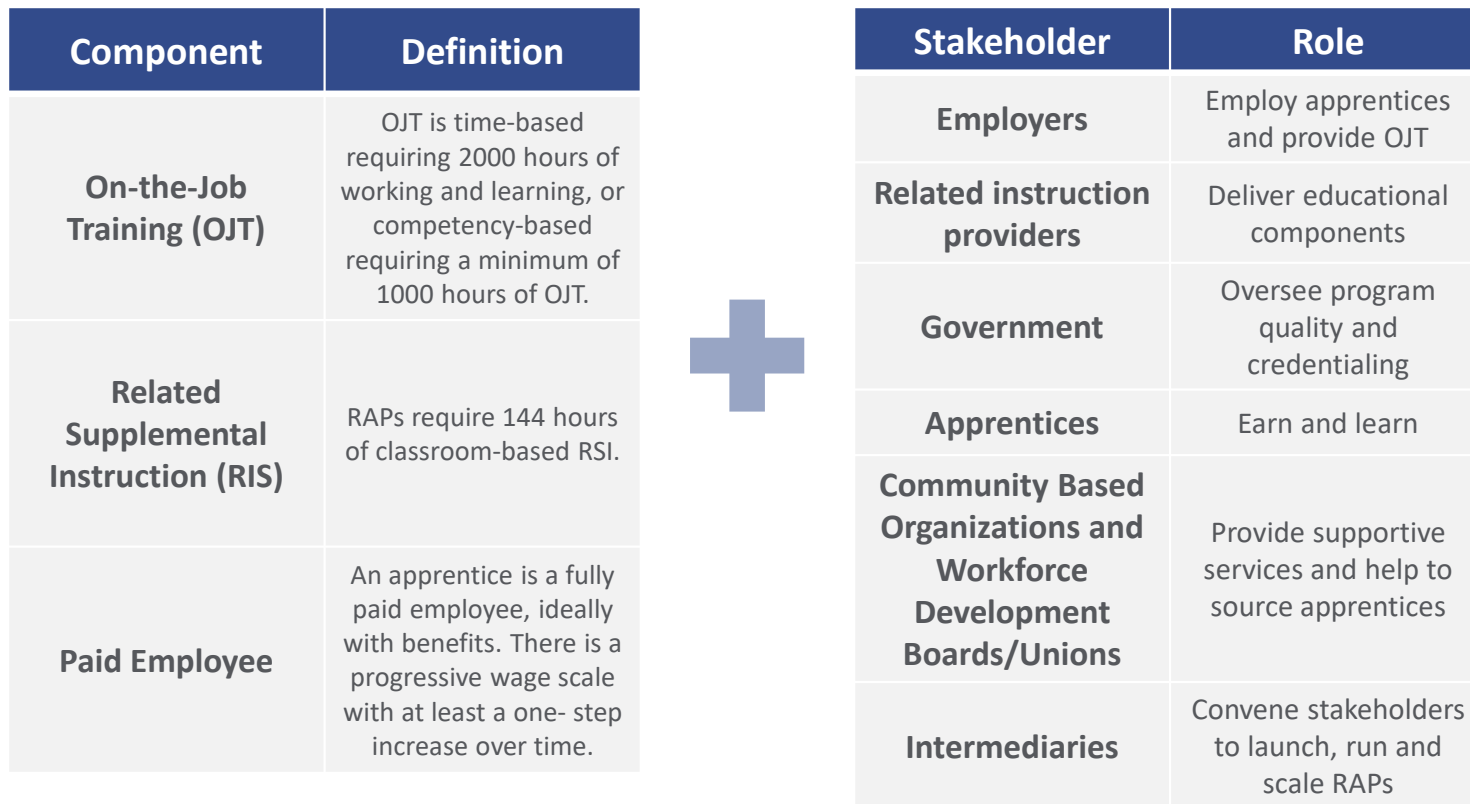 Component
Definition
On-the-Job
Training (OJT)
OJT is time-based
requiring 2000 hours of
working and learning, or
competency-based
requiring a minimum of
1000 hours of OJT.
Related
Supplemental
Instruction (RIS)
RAPs require 144 hours
of classroom-based RSI.
Paid Employee
An apprentice is a fully
paid employee, ideally
with benefits. There is a
progressive wage scale
with at least a one- step
increase over time.
Stakeholder
Role
Employers
Employ apprentices
and provide OJT
Related instruction
providers
Deliver educational
components
Government
Oversee program
quality and
credentialing
Apprentices
Earn and learn
Community Based
Organizations and
Workforce
Development
Boards/Unions
Provide supportive
services and help to
source apprentices
Intermediaries
Convene stakeholders
to launch, run and
scale RAPs